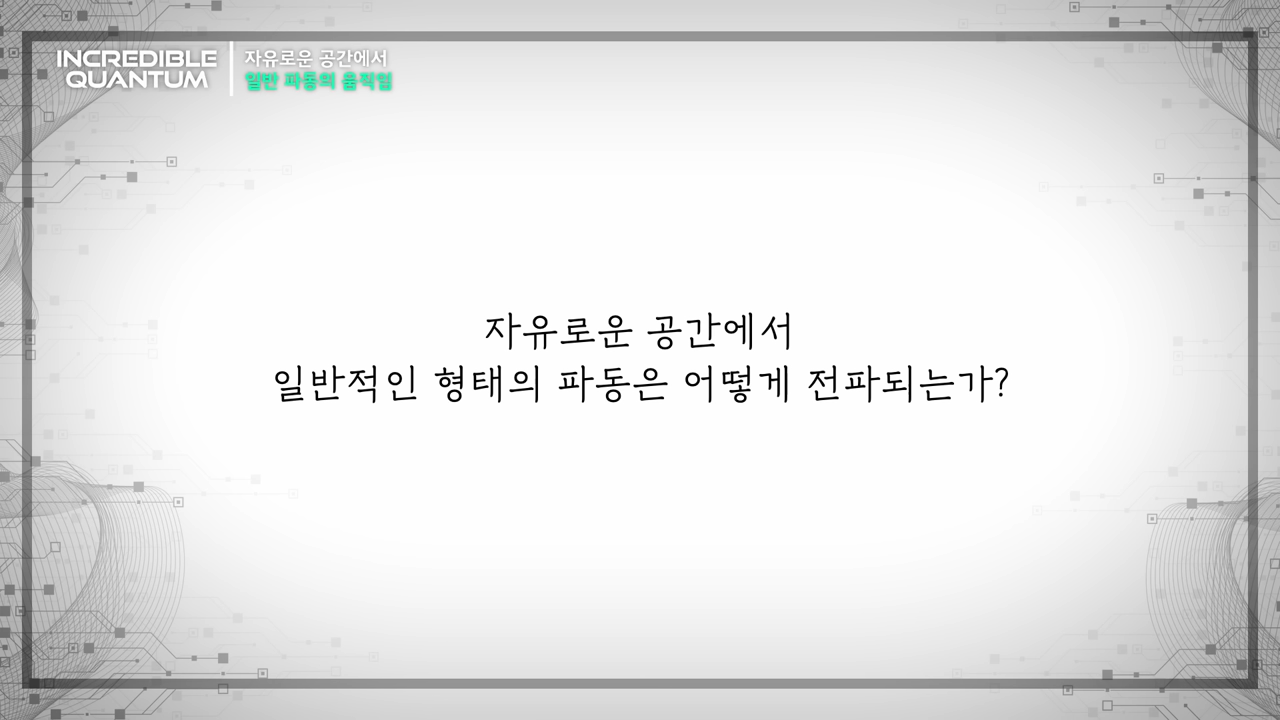 INCREDIBLE
QUANTUM
자유로운 공간에서
일반 파동의 움직임
자유로운 공간에서
일반적인 형태의 파동은 어떻게 전파되는가?